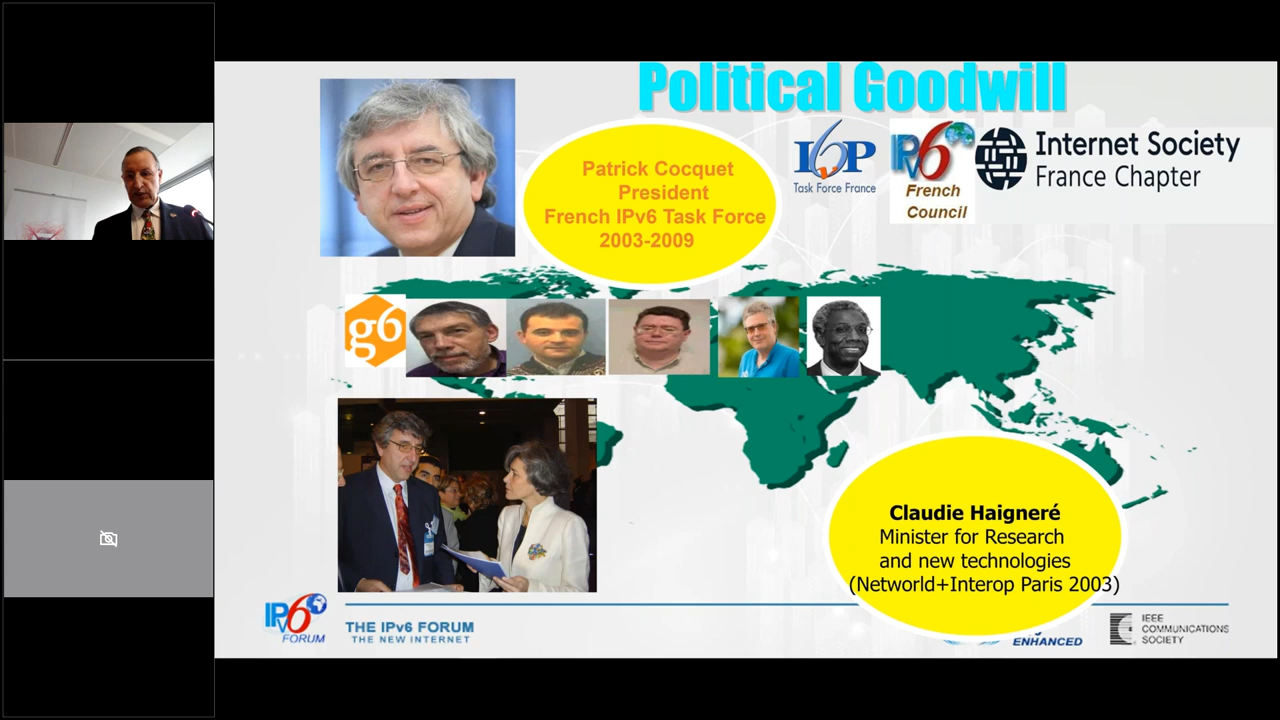 Political Goodwill
Patrick Cocquet
President
French IPv6 Task Force
2003-2009
IPv6
Task Force France
IPv6
French
Council
Internet Society
France Chapter
g6
Claudie Haigneré
Minister for Research
and new technologies
(Networld+Interop Paris 2003)
IPv6
FORUM
THE IPv6 FORUM
THE NEW INTERNET
ENHANCED
IEEE
COMMUNICATIONS
SOCIETY